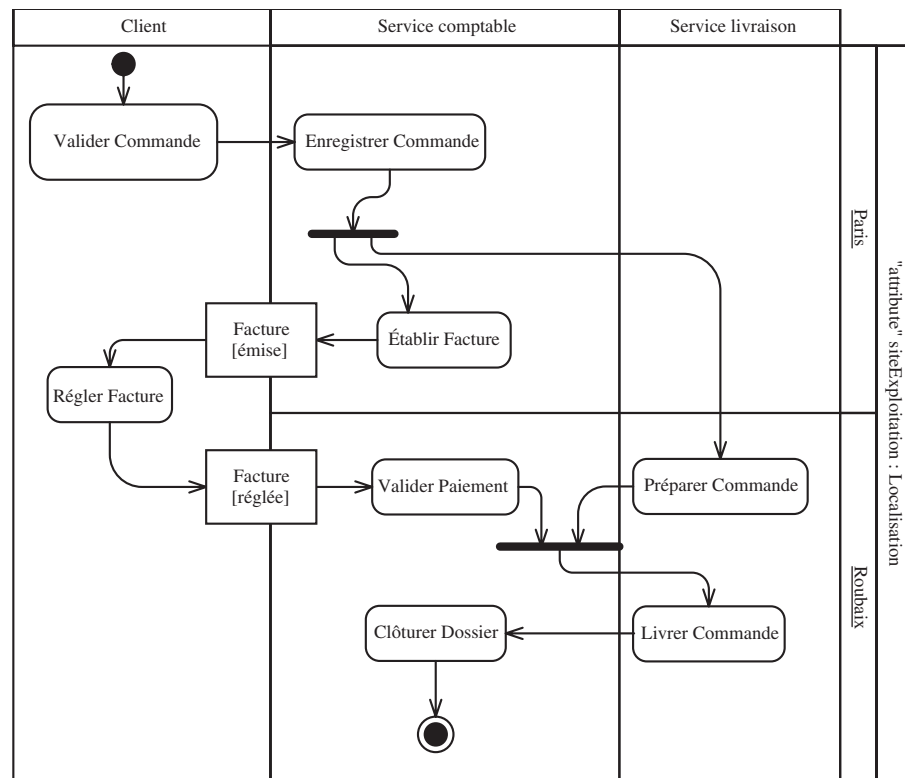 Client
Service comptable
Service livraison
Valider Commande
Enregistrer Commande
Paris
"attribute" siteExploitation : Localisation
Facture
[émise]
Établir Facture
Régler Facture
Facture
[réglée]
Valider Paiement
Préparer Commande
Roubaix
Clôturer Dossier
Livrer Commande